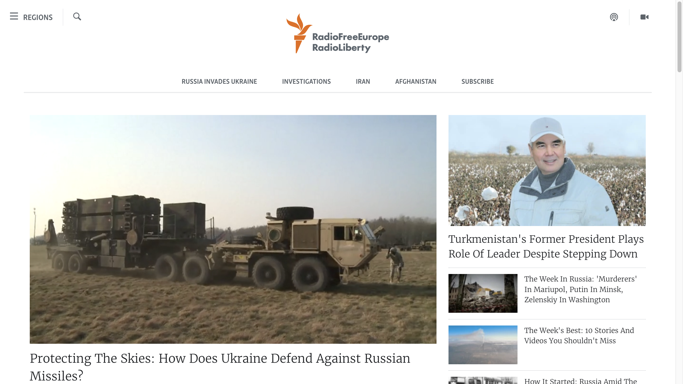 REGIONS
RadioFreeEurope
RadioLiberty
RUSSIA INVADES UKRAINE
INVESTIGATIONS
IRAN
AFGHANISTAN
SUBSCRIBE
Protecting The Skies: How Does Ukraine Defend Against Russian
Missiles?
Turkmenistan's Former President Plays
Role Of Leader Despite Stepping Down
The Week In Russia: 'Murderers'
In Mariupol, Putin In Minsk,
Zelenskiy In Washington
The Week's Best: 10 Stories And
Videos You Shouldn't Miss
How It Started: Russia Amid The